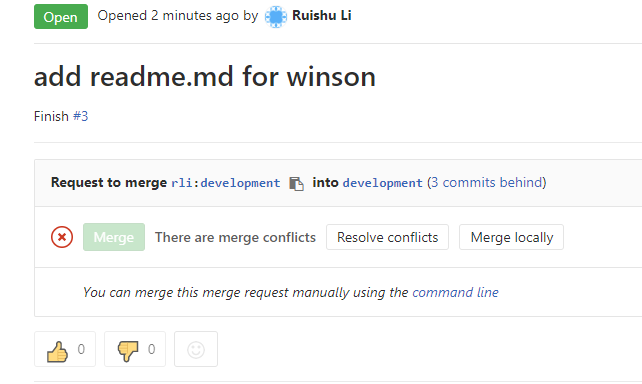 Open Opened 2 minutes ago by Ruishu Li
add readme.md for winson
Finish #3
Request to merge rli:development into development (3 commits behind)
Merge There are merge conflicts Resolve conflicts Merge locally
You can merge this merge request manually using the command line
0 0